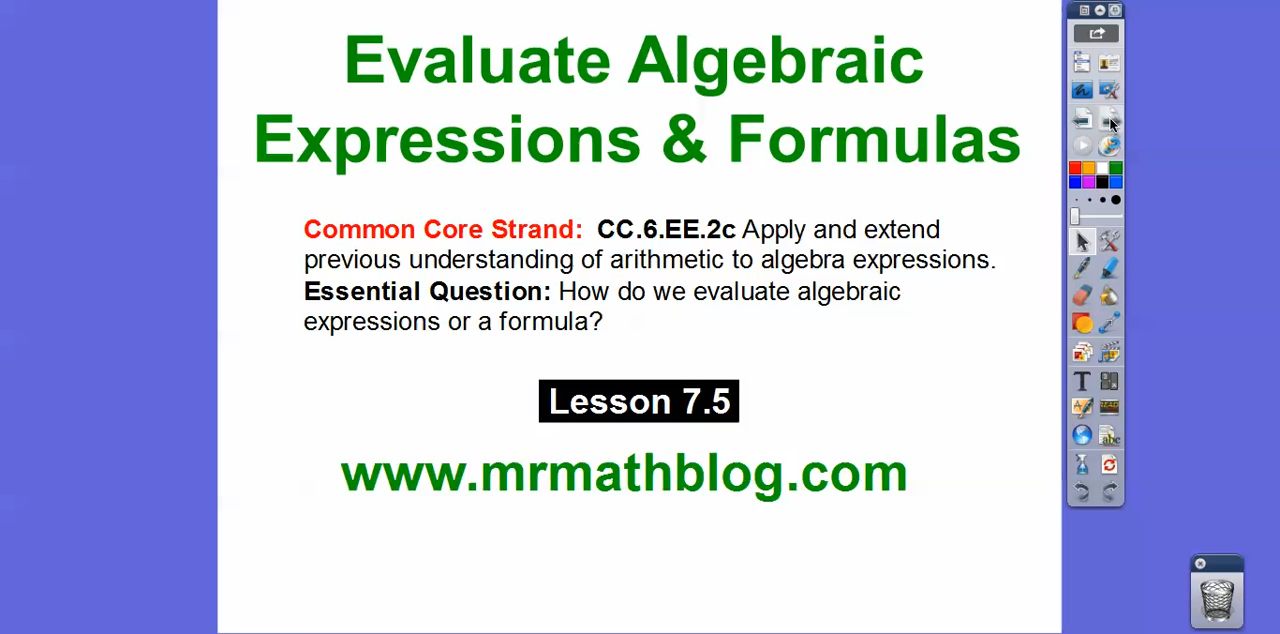 Evaluate Algebraic
Expressions & Formulas
Common Core Strand: CC.6.EE.2c Apply and extend
previous understanding of arithmetic to algebra expressions.
Essential Question: How do we evaluate algebraic
expressions or a formula?
Lesson 7.5
www.mrmathblog.com